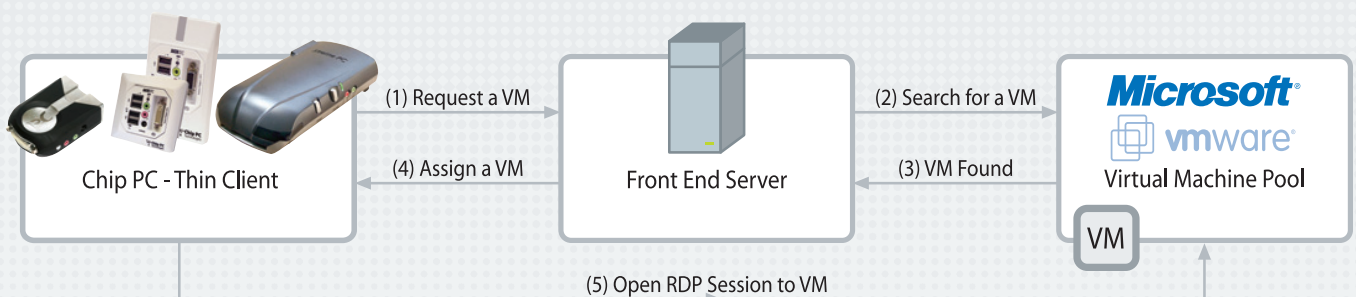 (1) Request a VM
(4) Assign a VM
Chip PC - Thin Client
Front End Server
(2) Search for a VM
(3) VM Found
Microsoft®
vmware®
Virtual Machine Pool
VM
(5) Open RDP Session to VM